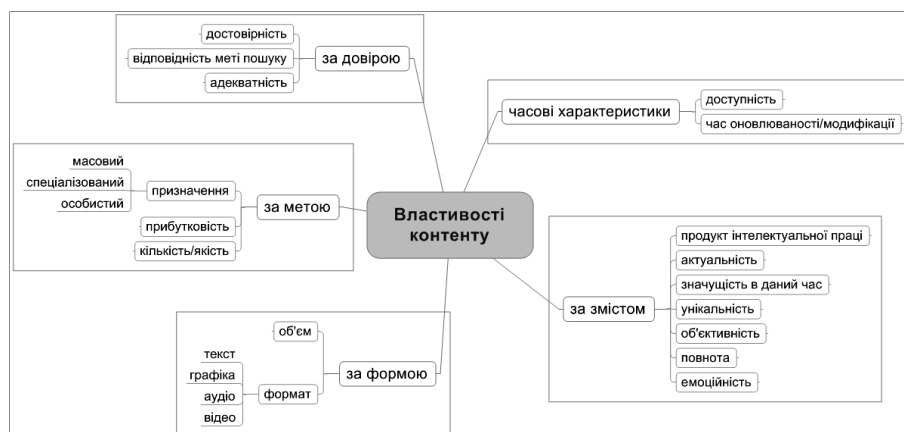 достовірність
відповідність меті пошуку
адекватність
за довірою
часові характеристики
доступність
час оновлюваності/модифікації
масовий
спеціалізований
особистий
призначення
прибутковість
кількість/якість
за метою
Властивості
контенту
за змістом
продукт інтелектуальної праці
актуальність
значущість в даний час
унікальність
об'єктивність
повнота
емоційність
об'єм
текст
графіка
аудіо
відео
формат
за формою